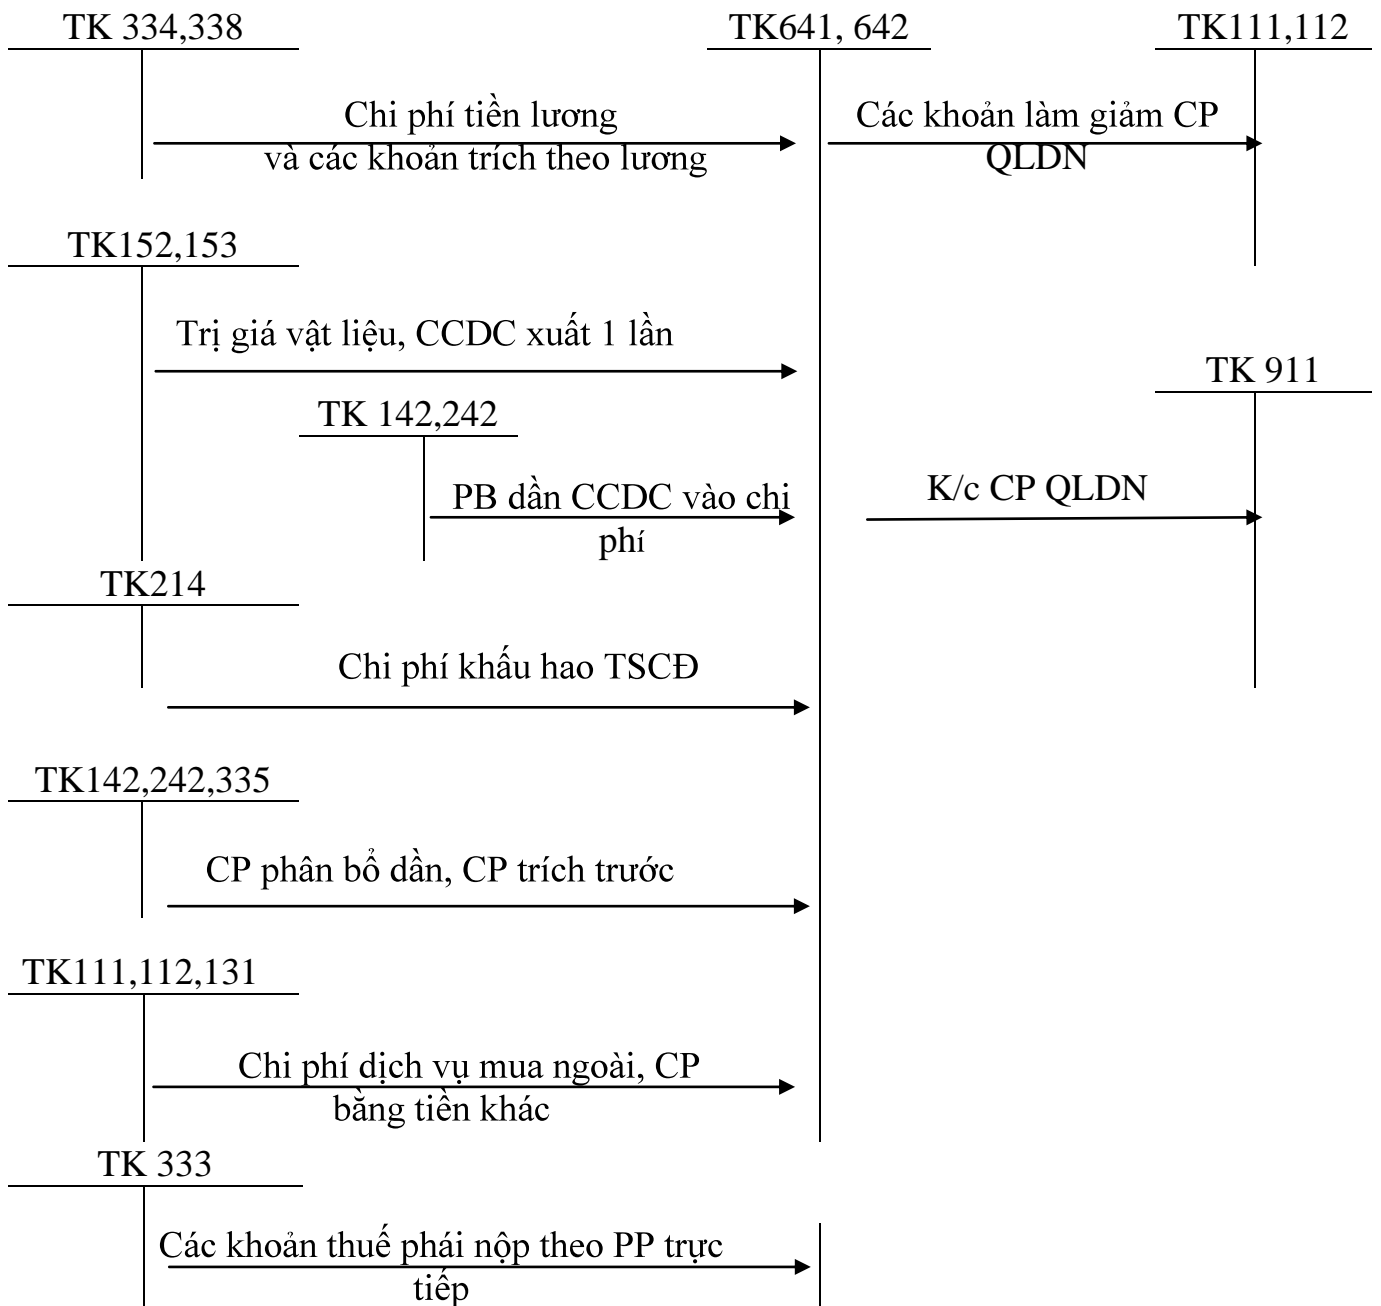 TK 334,338
TK641, 642
TK111,112
Chi phí tiền lương
và các khoản trích theo lương
Các khoản làm giảm CP
QLDN
TK152,153
Trị giá vật liệu, CCDC xuất 1 lần
TK 911
TK 142,242
PB dần CCDC vào chi
phí
K/c CP QLDN
TK214
Chi phí khấu hao TSCĐ
TK142,242,335
CP phân bổ dần, CP trích trước
TK111,112,131
Chi phí dịch vụ mua ngoài, CP
bằng tiền khác
TK 333
Các khoản thuế phái nộp theo PP trực
tiếp